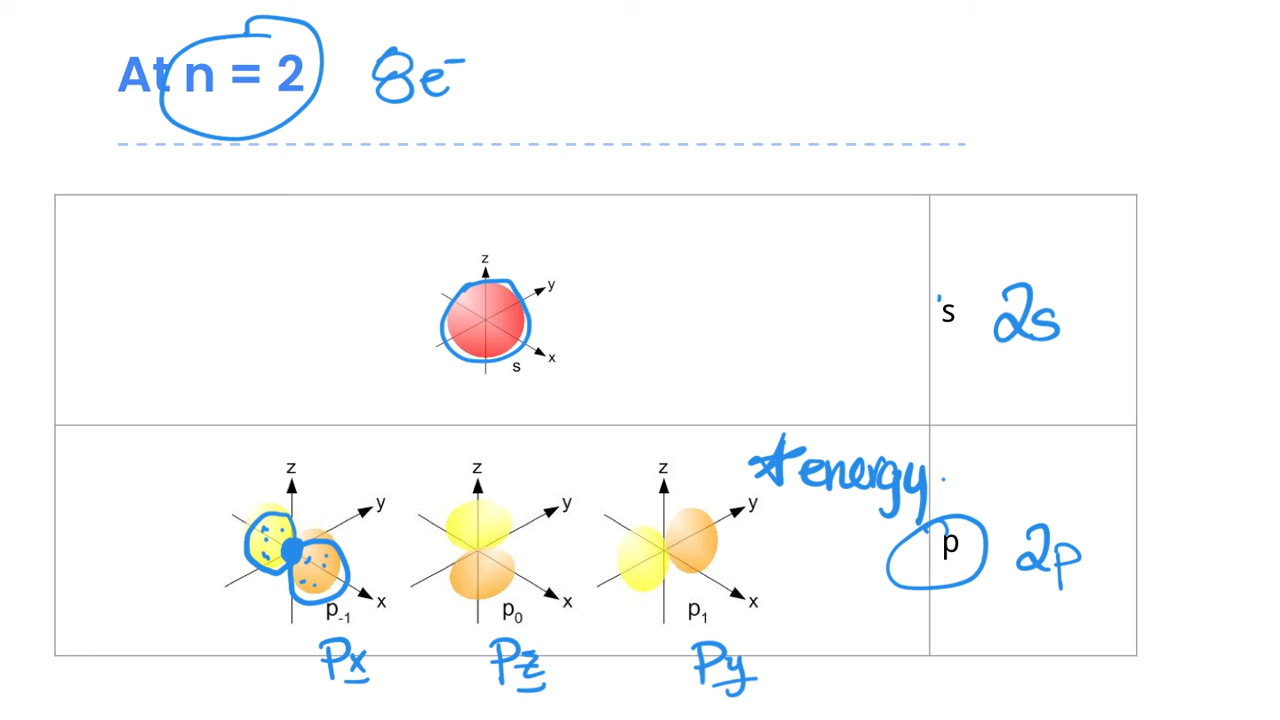 At n = 2 8e⁻
z
y
x
s
s 2s
*energy.
z y x p₋₁
z y x p₀
z y x p₁
p 2p
Px Pz Py